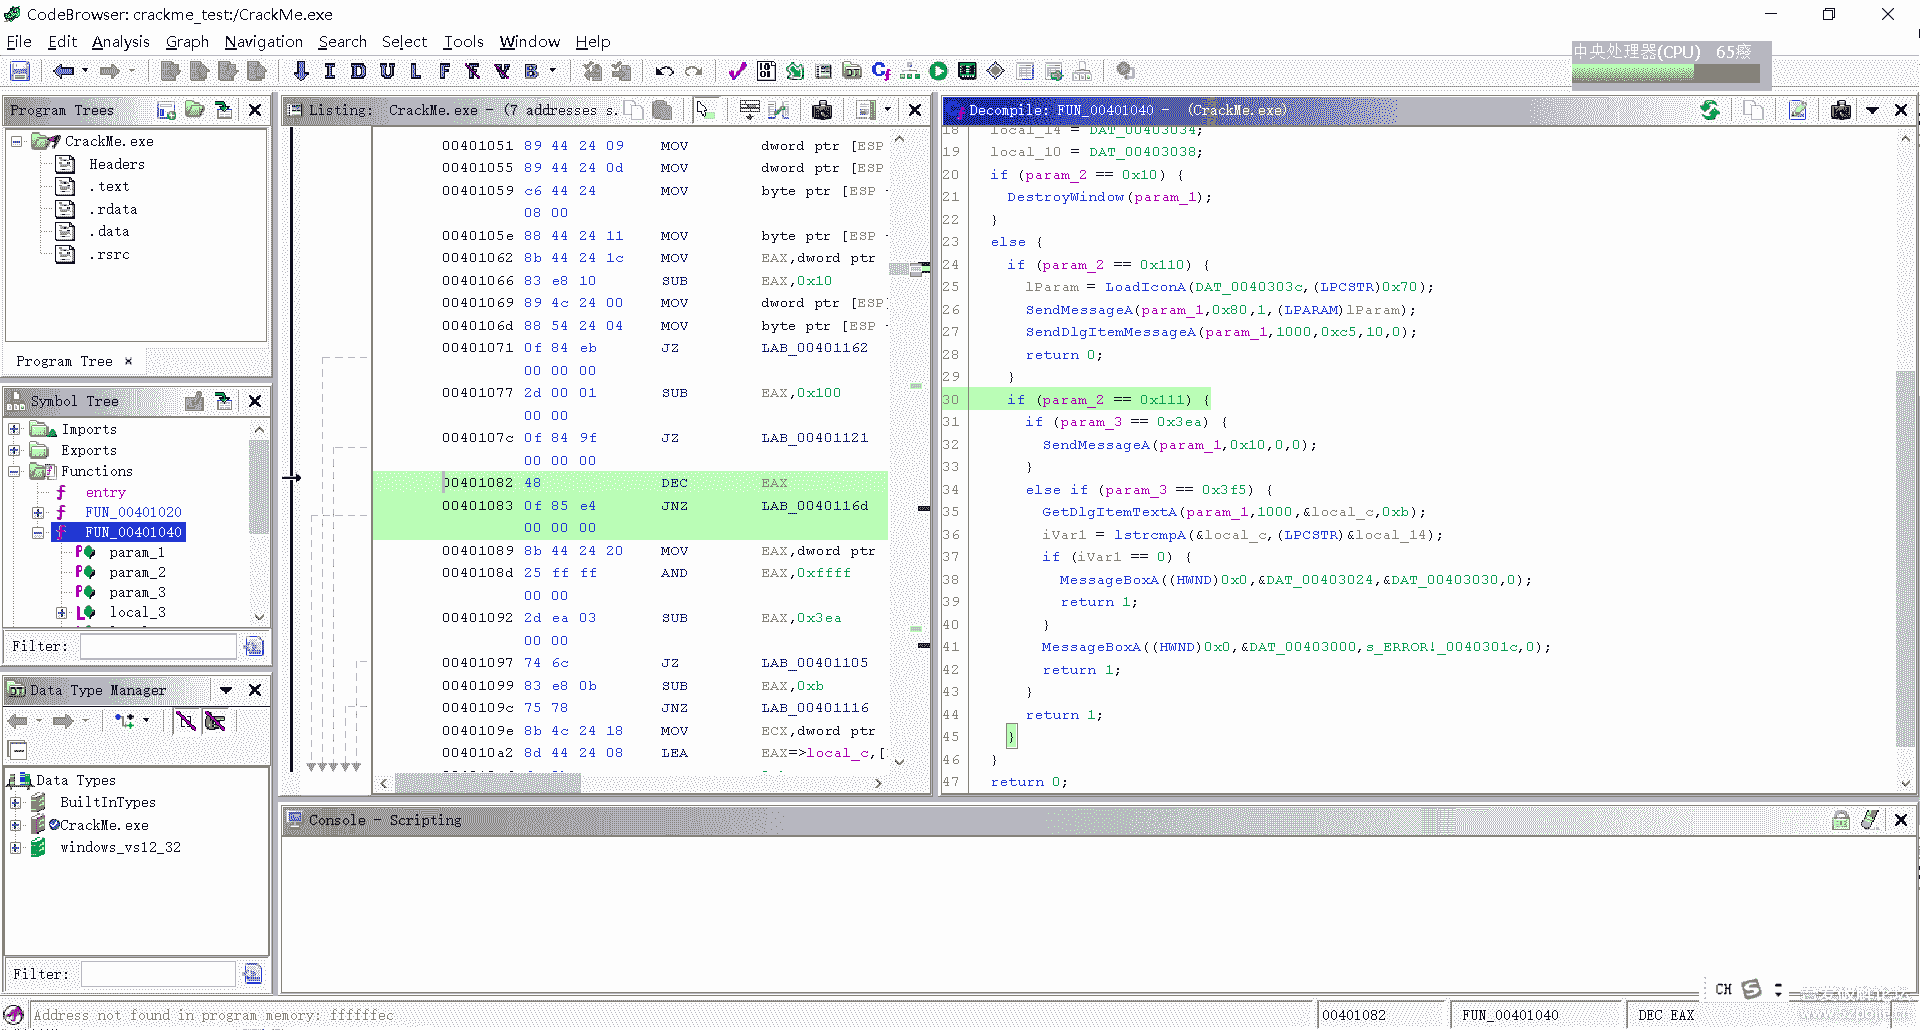 CodeBrowser: crackme_test:/CrackMe.exe
File Edit Analysis Graph Navigation Search Select Tools Window Help
中央处理器(CPU) 65癈
Program Trees
CrackMe.exe
Headers
.text
.rdata
.data
.rsrc
Program Tree ×
Symbol Tree
Imports
Exports
Functions
entry
FUN_00401020
FUN_00401040
param_1
param_2
param_3
local_3
Filter:
Data Type Manager
Data Types
BuiltInTypes
CrackMe.exe
windows_vs12_32
Filter:
Listing: CrackMe.exe - (7 addresses s.
00401051 89 44 24 09 MOV dword ptr [ESP
00401055 89 44 24 0d MOV dword ptr [ESP
00401059 c6 44 24 MOV byte ptr [ESP
08 00
0040105e 88 44 24 11 MOV byte ptr [ESP
00401062 8b 44 24 1c MOV EAX,dword ptr
00401066 83 e8 10 SUB EAX,0x10
00401069 89 4c 24 00 MOV dword ptr [ESP]
0040106d 88 54 24 04 MOV byte ptr [ESP
00401071 0f 84 eb JZ LAB_00401162
00 00 00
00401077 2d 00 01 SUB EAX,0x100
00 00
0040107c 0f 84 9f JZ LAB_00401121
00 00 00
00401082 48 DEC EAX
00401083 0f 85 e4 JNZ LAB_0040116d
00 00 00
00401089 8b 44 24 20 MOV EAX,dword ptr
0040108d 25 ff ff AND EAX,0xffff
00 00
00401092 2d ea 03 SUB EAX,0x3ea
00 00
00401097 74 6c JZ LAB_00401105
00401099 83 e8 0b SUB EAX,0xb
0040109c 75 78 JNZ LAB_00401116
0040109e 8b 4c 24 18 MOV ECX,dword ptr
004010a2 8d 44 24 08 LEA EAX=>local_c,[
Decompile: FUN_00401040 - (CrackMe.exe)
18 local_14 = DAT_00403034;
19 local_10 = DAT_00403038;
20 if (param_2 == 0x10) {
21 DestroyWindow(param_1);
22 }
23 else {
24 if (param_2 == 0x110) {
25 lParam = LoadIconA(DAT_0040303c,(LPCSTR)0x70);
26 SendMessageA(param_1,0x80,1,(LPARAM)lParam);
27 SendDlgItemMessageA(param_1,1000,0xc5,10,0);
28 return 0;
29 }
30 if (param_2 == 0x111) {
31 if (param_3 == 0x3ea) {
32 SendMessageA(param_1,0x10,0,0);
33 }
34 else if (param_3 == 0x3f5) {
35 GetDlgItemTextA(param_1,1000,&local_c,0xb);
36 iVar1 = lstrcmpA(&local_c,(LPCSTR)&local_14);
37 if (iVar1 == 0) {
38 MessageBoxA((HWND)0x0,&DAT_00403024,&DAT_00403030,0);
39 return 1;
40 }
41 MessageBoxA((HWND)0x0,&DAT_00403000,s_ERROR!_0040301c,0);
42 return 1;
43 }
44 return 1;
45 }
46 }
47 return 0;
Console - Scripting
CH
吾爱破解论坛
www.52pojie.cn
Address not found in program memory: ffffffec
00401082 FUN_00401040 DEC EAX